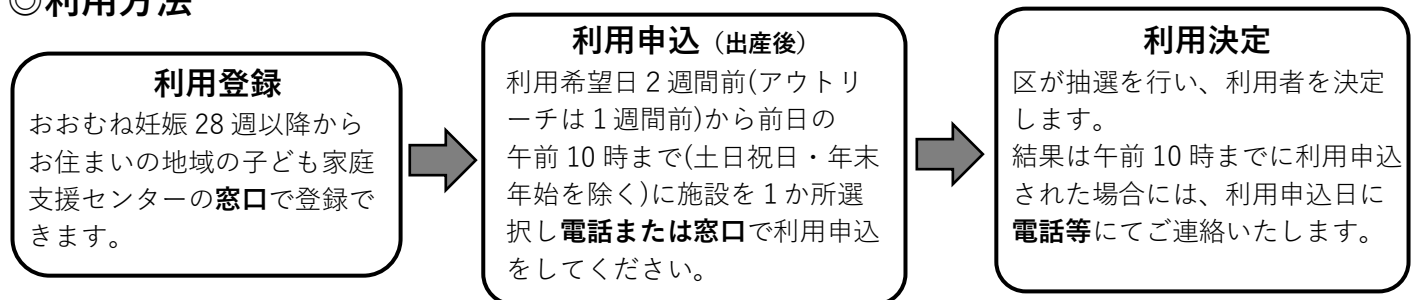 ◎利用方法
利用登録
おおむね妊娠 28 週以降から
お住まいの地域の子ども家庭
支援センターの窓口で登録で
きます。
利用申込（出産後）
利用希望日２週間前(アウトリ
ーチは１週間前)から前日の
午前 10 時まで(土日祝日・年末
年始を除く)に施設を１か所選
択し電話または窓口で利用申込
をしてください。
利用決定
区が抽選を行い、利用者を決定
します。
結果は午前 10 時までに利用申込
された場合には、利用申込日に
電話等にてご連絡いたします。